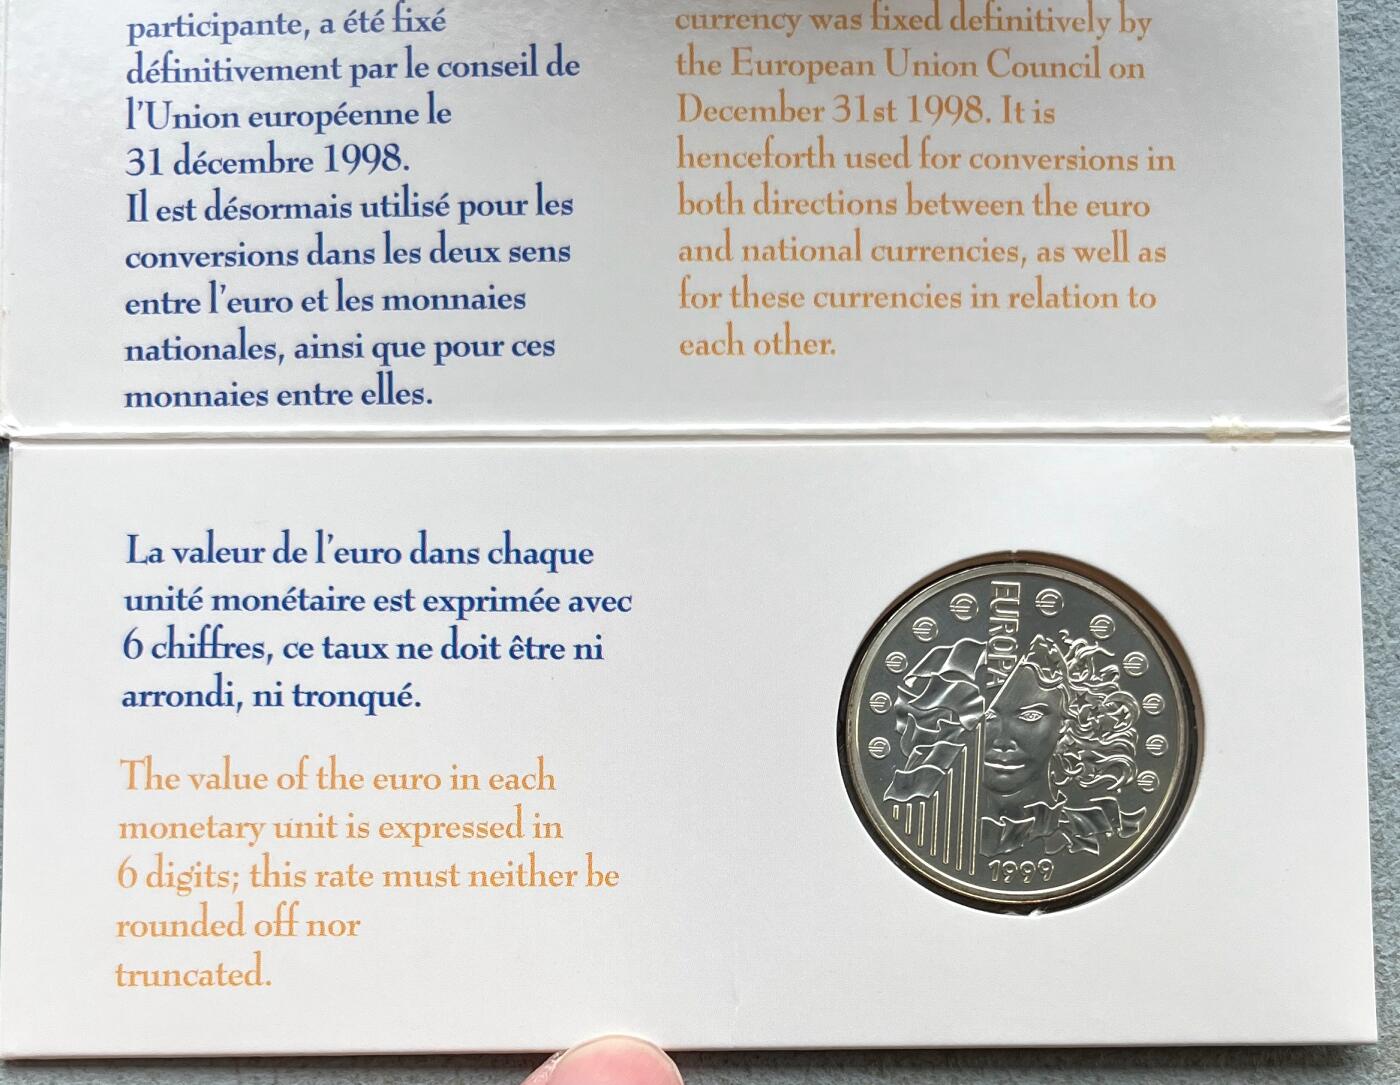 participante, a été fixé
définitivement par le conseil de
l'Union européenne le
31 décembre 1998.
Il est désormais utilisé pour les
conversions dans les deux sens
entre l'euro et les monnaies
nationales, ainsi que pour ces
monnaies entre elles.
currency was fixed definitively by
the European Union Council on
December 31st 1998. It is
henceforth used for conversions in
both directions between the euro
and national currencies, as well as
for these currencies in relation to
each other.
La valeur de l'euro dans chaque
unité monétaire est exprimée avec
6 chiffres, ce taux ne doit être ni
arrondi, ni tronqué.
The value of the euro in each
monetary unit is expressed in
6 digits; this rate must neither be
rounded off nor
truncated.
EUROPA
1999